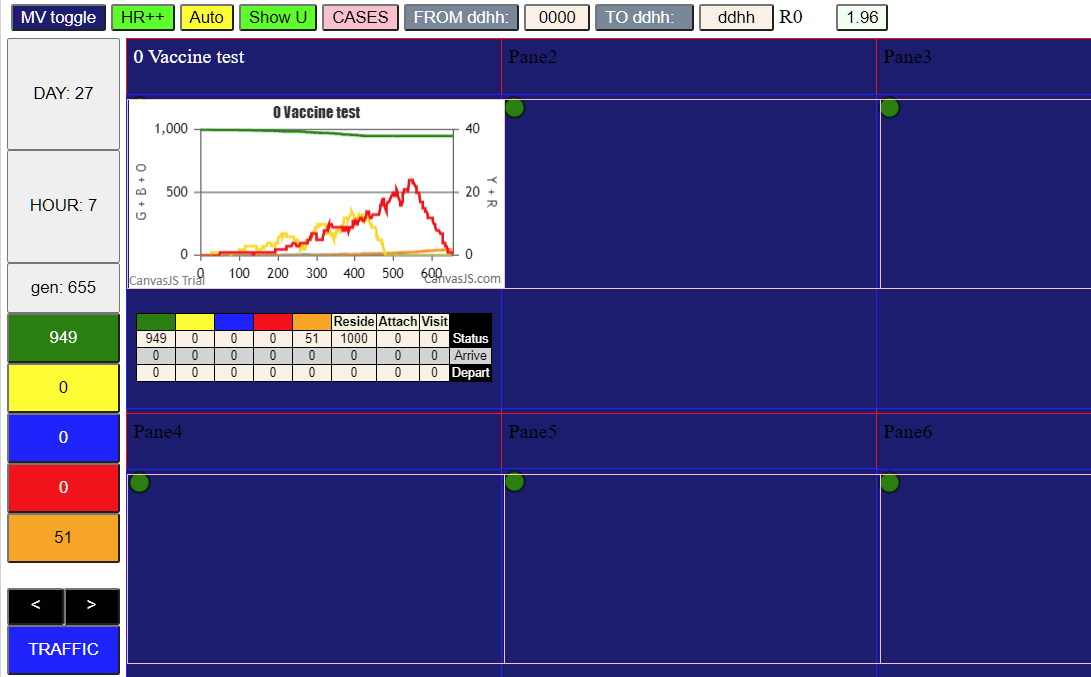 MV toggle HR++ Auto Show U CASES FROM ddhh: 0000 TO ddhh: ddhh R0 1.96
DAY: 27
HOUR: 7
gen: 655
949
0
0
0
51
< >
TRAFFIC
0 Vaccine test Pane2 Pane3
0 Vaccine test
1,000 40
500 20
0 0
G + B + O
Y + R
0 100 200 300 400 500 600
CanvasJS Trial CanvasJS.com
Reside Attach Visit
949 0 0 0 51 1000 0 0 Status
0 0 0 0 0 0 0 0 Arrive
0 0 0 0 0 0 0 0 Depart
Pane4 Pane5 Pane6